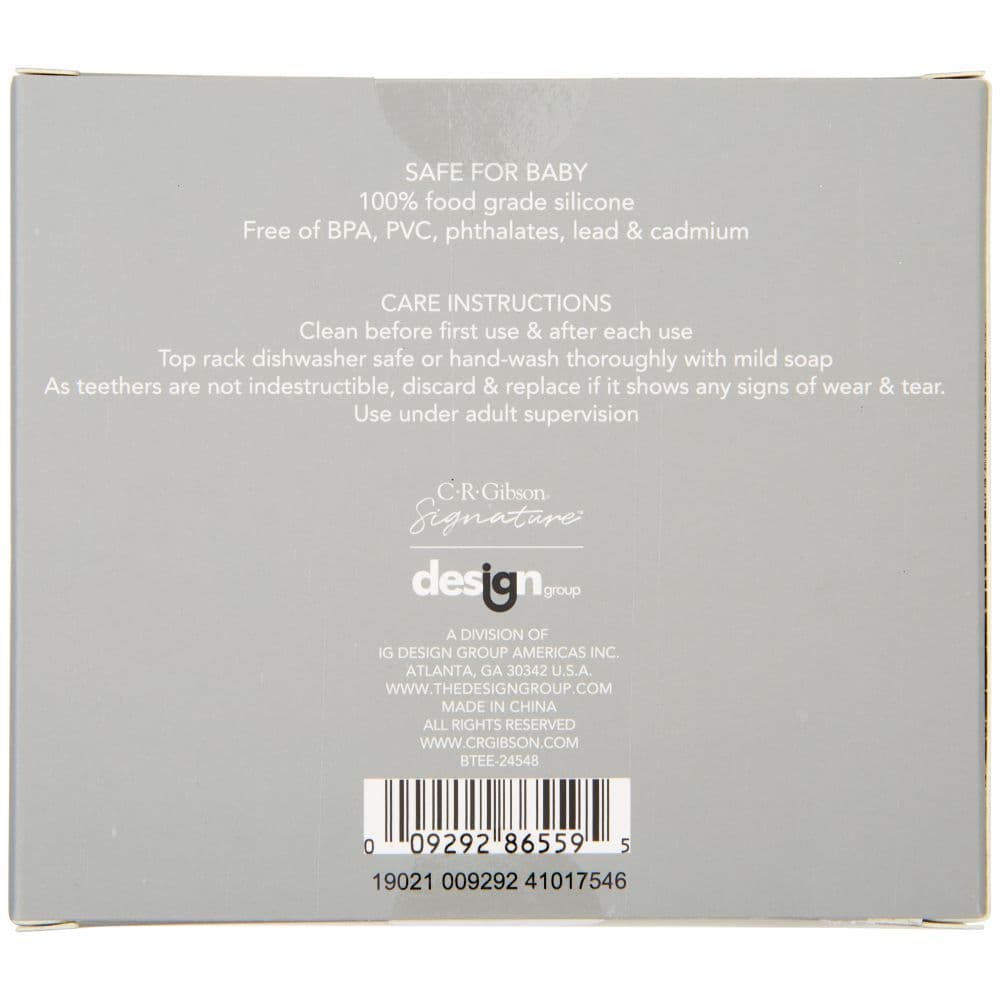 SAFE FOR BABY
100% food grade silicone
Free of BPA, PVC, phthalates, lead & cadmium
CARE INSTRUCTIONS
Clean before first use & after each use
Top rack dishwasher safe or hand-wash thoroughly with mild soap
As teethers are not indestructible, discard & replace if it shows any signs of wear & tear.
Use under adult supervision
C·R·Gibson®
Signature™
design group
A DIVISION OF
IG DESIGN GROUP AMERICAS INC.
ATLANTA, GA 30342 U.S.A.
WWW.THEDESIGNGROUP.COM
MADE IN CHINA
ALL RIGHTS RESERVED
WWW.CRGIBSON.COM
BTEE-24548
0 09292 86559 5
19021 009292 41017546